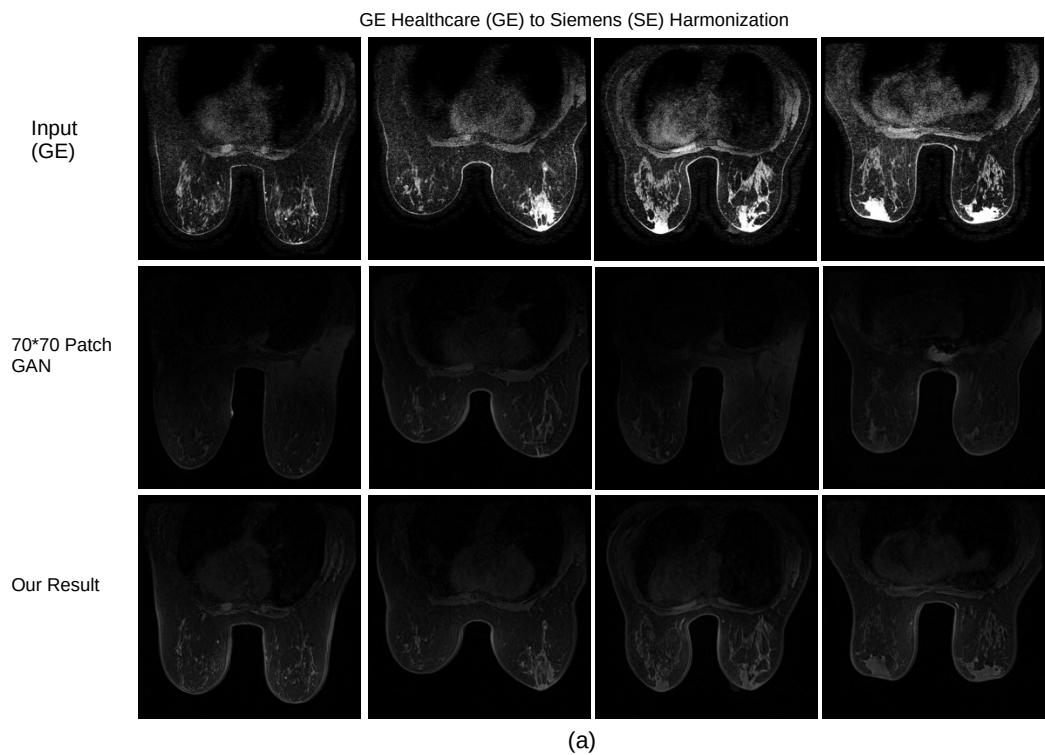 GE Healthcare (GE) to Siemens (SE) Harmonization
Input
(GE)
70*70 Patch
GAN
Our Result
(a)